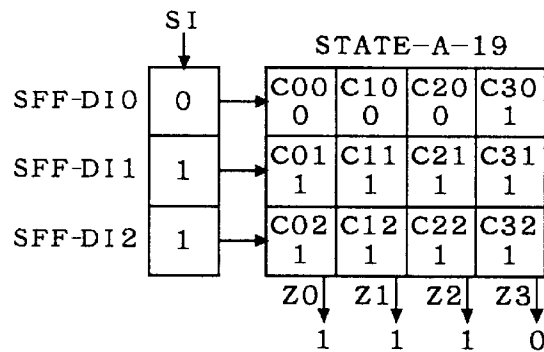 SI
STATE-A-19
SFF-DI0 0 C00 C10 C20 C30
0 0 0 1
SFF-DI1 1 C01 C11 C21 C31
1 1 1 1
SFF-DI2 1 C02 C12 C22 C32
1 1 1 1
Z0 Z1 Z2 Z3
1 1 1 0